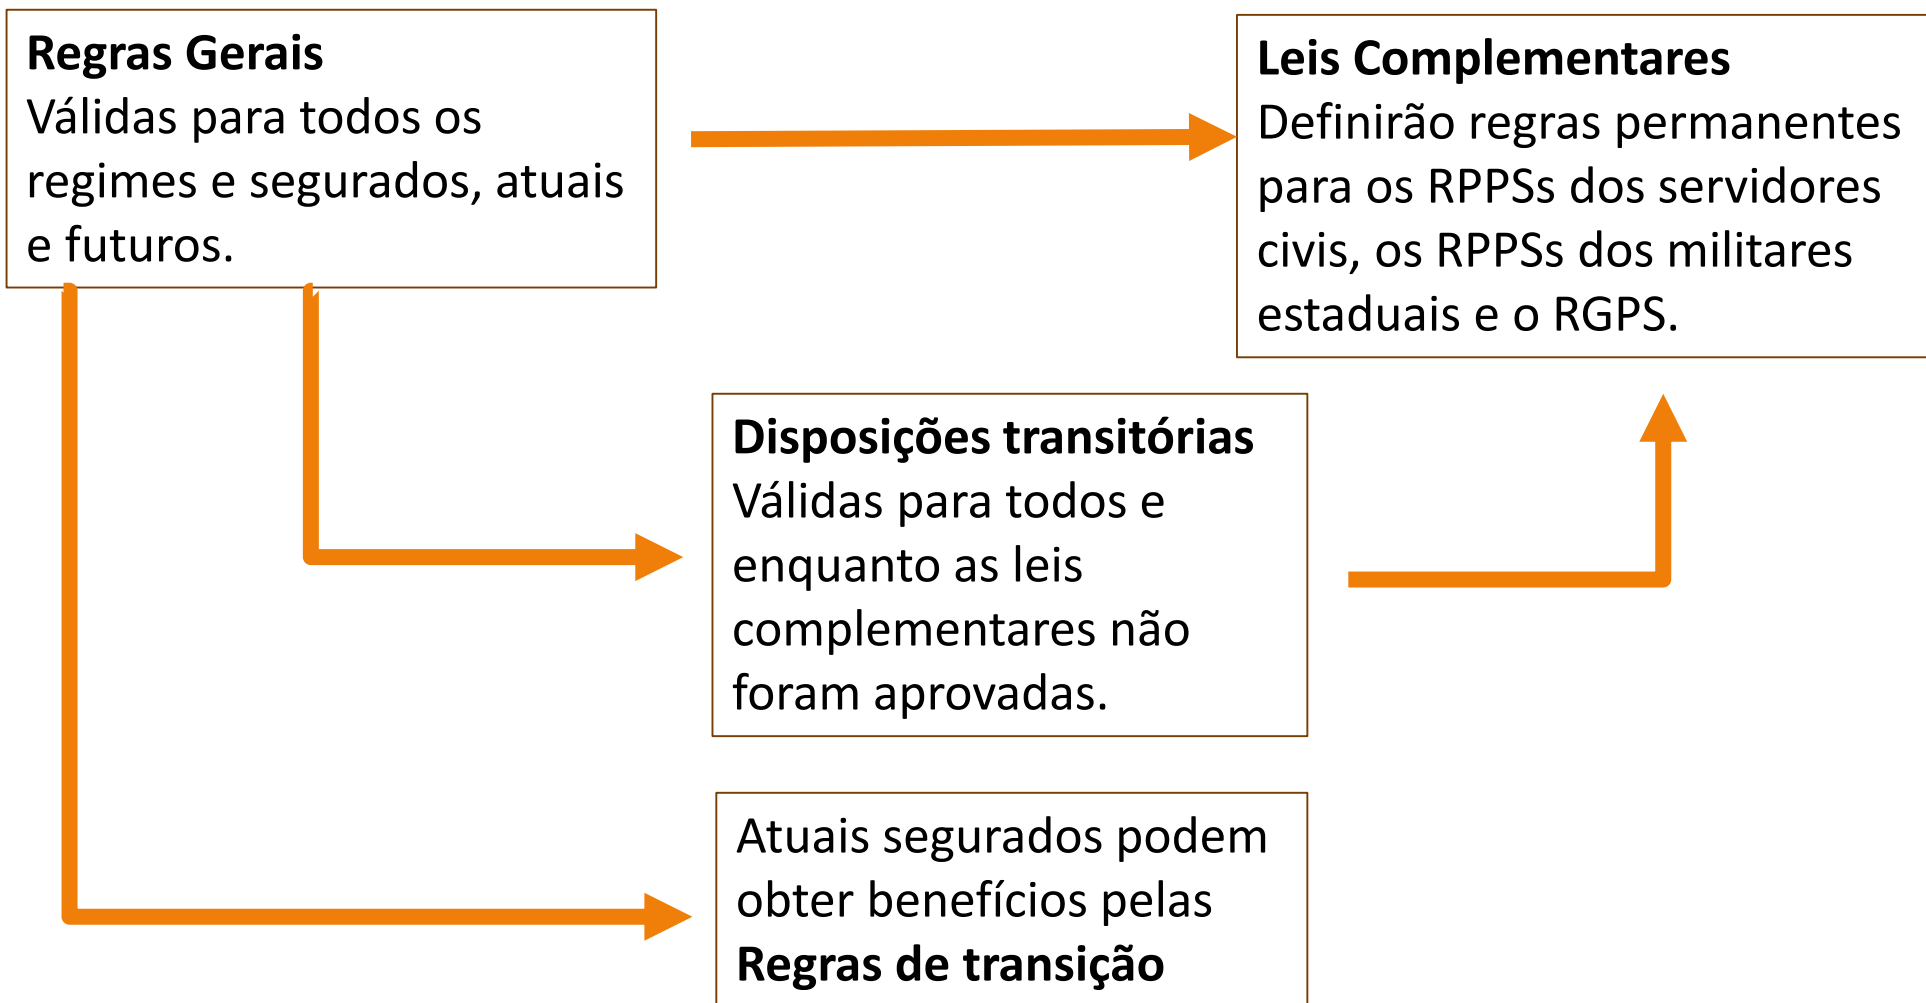 Regras Gerais
Válidas para todos os
regimes e segurados, atuais
e futuros.
Leis Complementares
Definirão regras permanentes
para os RPPSs dos servidores
civis, os RPPSs dos militares
estaduais e o RGPS.
Disposições transitórias
Válidas para todos e
enquanto as leis
complementares não
foram aprovadas.
Atuais segurados podem
obter benefícios pelas
Regras de transição